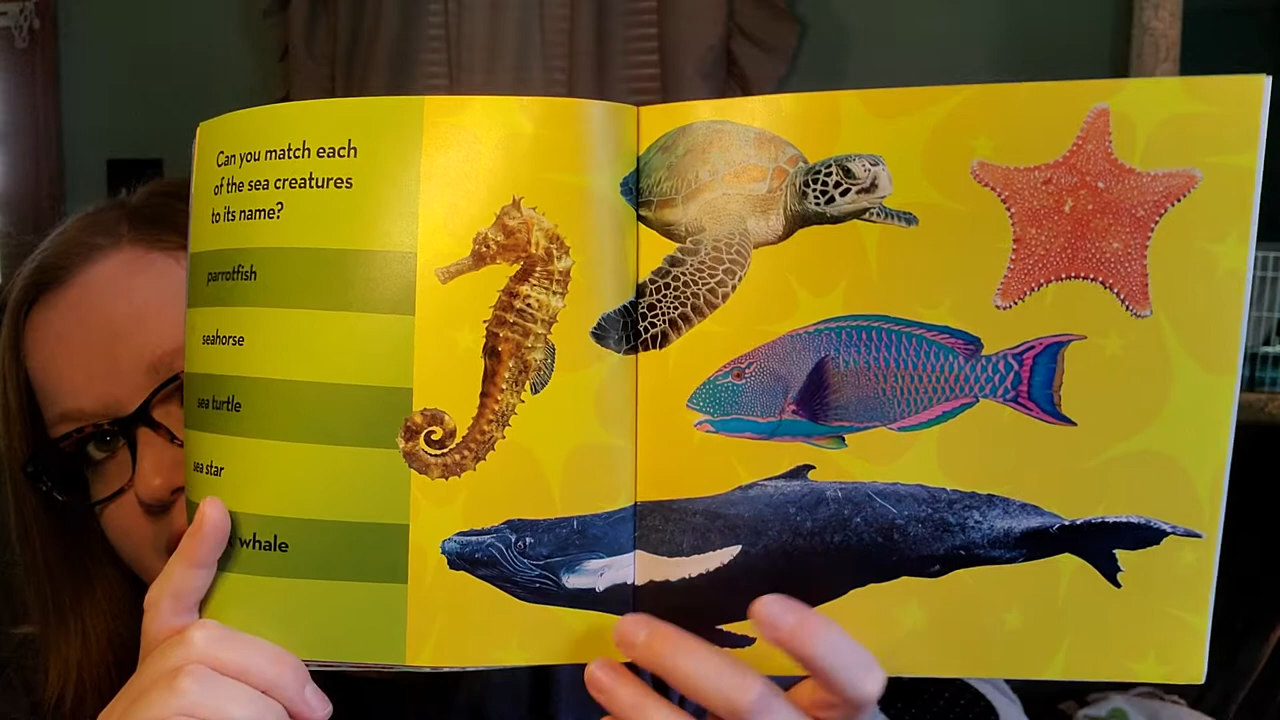 Can you match each
of the sea creatures
to its name?
parrotfish
seahorse
sea turtle
sea star
whale